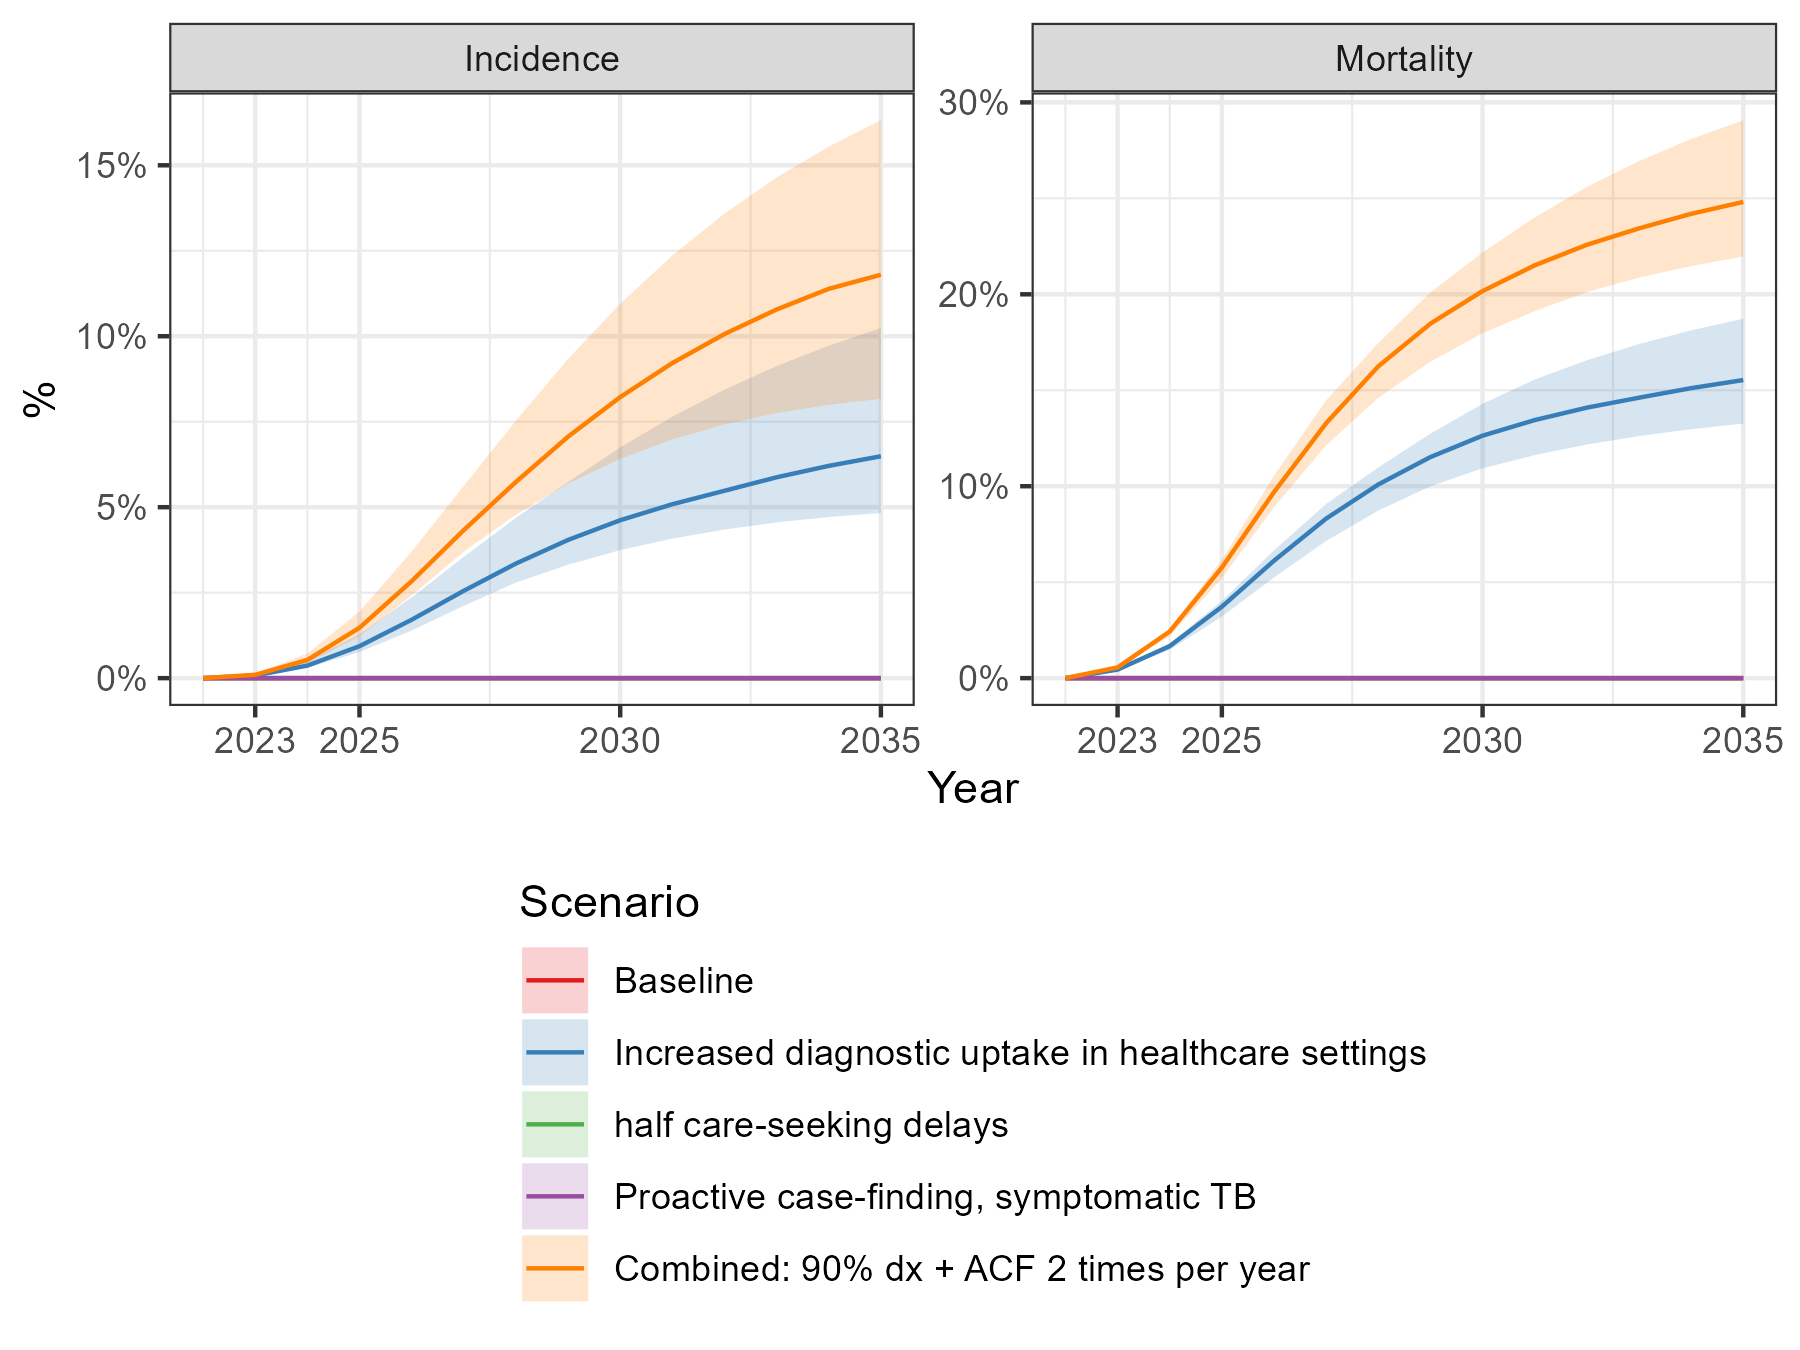 Incidence
Mortality
15%
10%
5%
0%
30%
20%
10%
0%
%
2023 2025 2030 2035
2023 2025 2030 2035
Year
Scenario
Baseline
Increased diagnostic uptake in healthcare settings
half care-seeking delays
Proactive case-finding, symptomatic TB
Combined: 90% dx + ACF 2 times per year